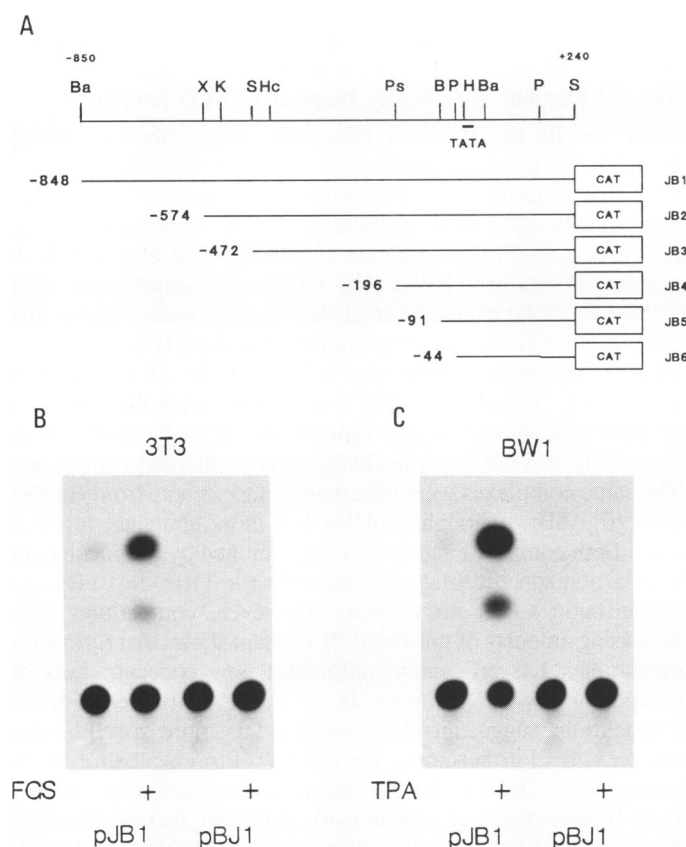 A
-850 +240
Ba X K S Hc Ps B P H Ba P S
TATA
-848 CAT JB1
-574 CAT JB2
-472 CAT JB3
-196 CAT JB4
-91 CAT JB5
-44 CAT JB6
B C
3T3 BW1
FCS + + TPA + +
pJB1 pBJ1 pJB1 pBJ1